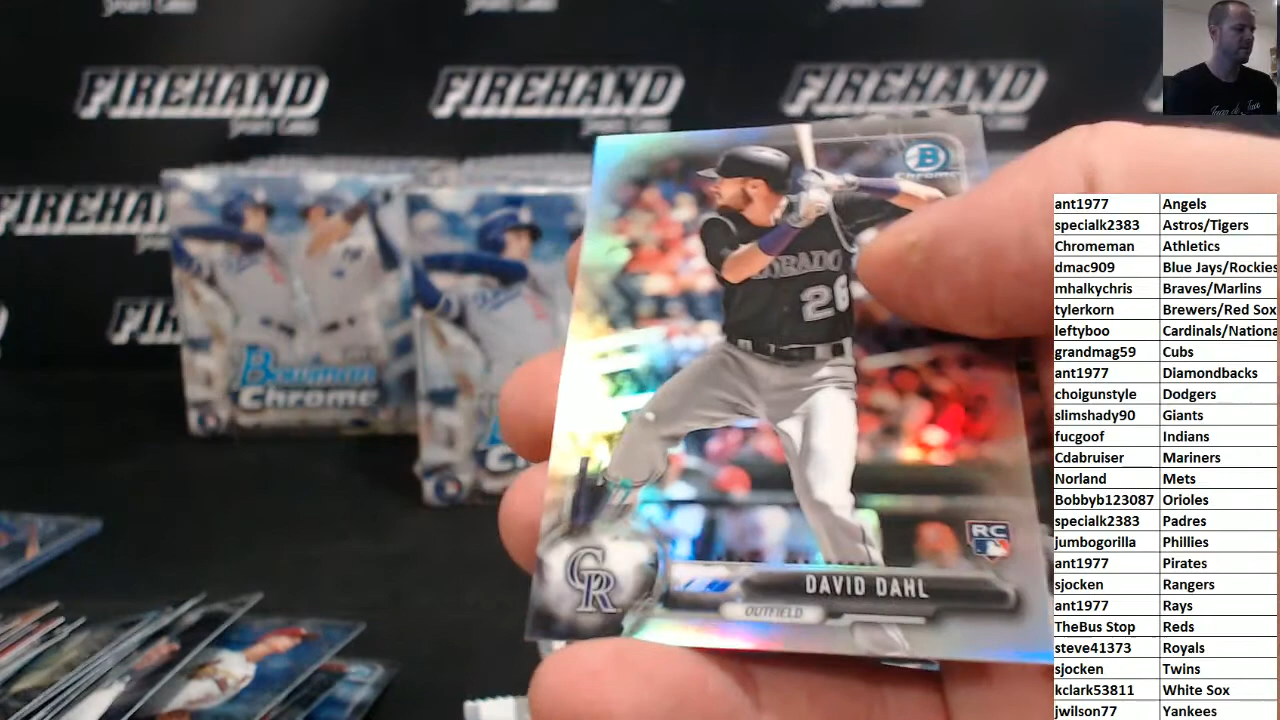 FIREHAND
FIREHAND
FIREHAND
FIREHAND
Bowman
Chrome
B
Chrome
26
RC
CR
DAVID DAHL
OUTFIELD
ant1977 Angels
specialk2383 Astros/Tigers
Chromeman Athletics
dmac909 Blue Jays/Rockies
mhalkychris Braves/Marlins
tylerkorn Brewers/Red Sox
leftyboo Cardinals/Nationa
grandmag59 Cubs
ant1977 Diamondbacks
choigunstyle Dodgers
slimshady90 Giants
fucgoof Indians
Cdabruiser Mariners
Norland Mets
Bobbyb123087 Orioles
specialk2383 Padres
jumbogorilla Phillies
ant1977 Pirates
sjocken Rangers
ant1977 Rays
TheBus Stop Reds
steve41373 Royals
sjocken Twins
kclark53811 White Sox
jwilson77 Yankees